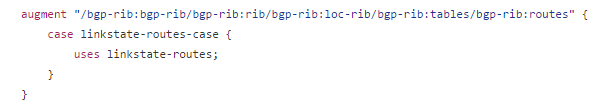 augment "/bgp-rib:bgp-rib/bgp-rib:rib/bgp-rib:loc-rib/bgp-rib:tables/bgp-rib:routes" {
    case linkstate-routes-case {
        uses linkstate-routes;
    }
}